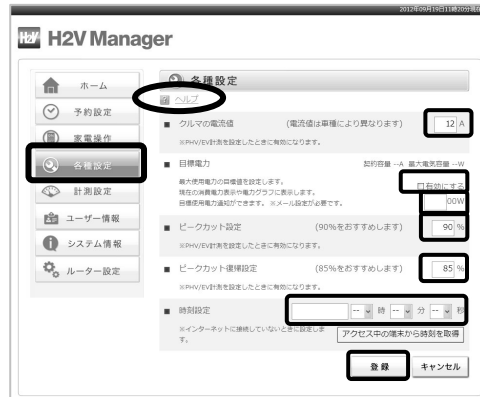 2012年09月19日11時20分現在
H2V H2V Manager
各種設定
ヘルプ
ホーム
予約設定
家電操作
各種設定
計測設定
ユーザー情報
システム情報
ルーター設定
■ クルマの電流値 (電流値は車種により異なります) 12 A
※PHV/EV計測を設定したときに有効になります。
■ 目標電力 契約容量 --A 最大電気容量 --W
最大使用電力の目標値を設定します。
現在の消費電力表示や電力グラフに表示します。
目標使用電力通知ができます。 ※メール設定が必要です。
□有効にする
00W
■ ピークカット設定 (90%をおすすめします) 90 %
※PHV/EV計測を設定したときに有効になります。
■ ピークカット復帰設定 (85%をおすすめします) 85 %
※PHV/EV計測を設定したときに有効になります。
■ 時刻設定 -- 時 -- 分 -- 秒
※インターネットに接続していないときに設定しま
す。
アクセス中の端末から時刻を取得
登録 キャンセル